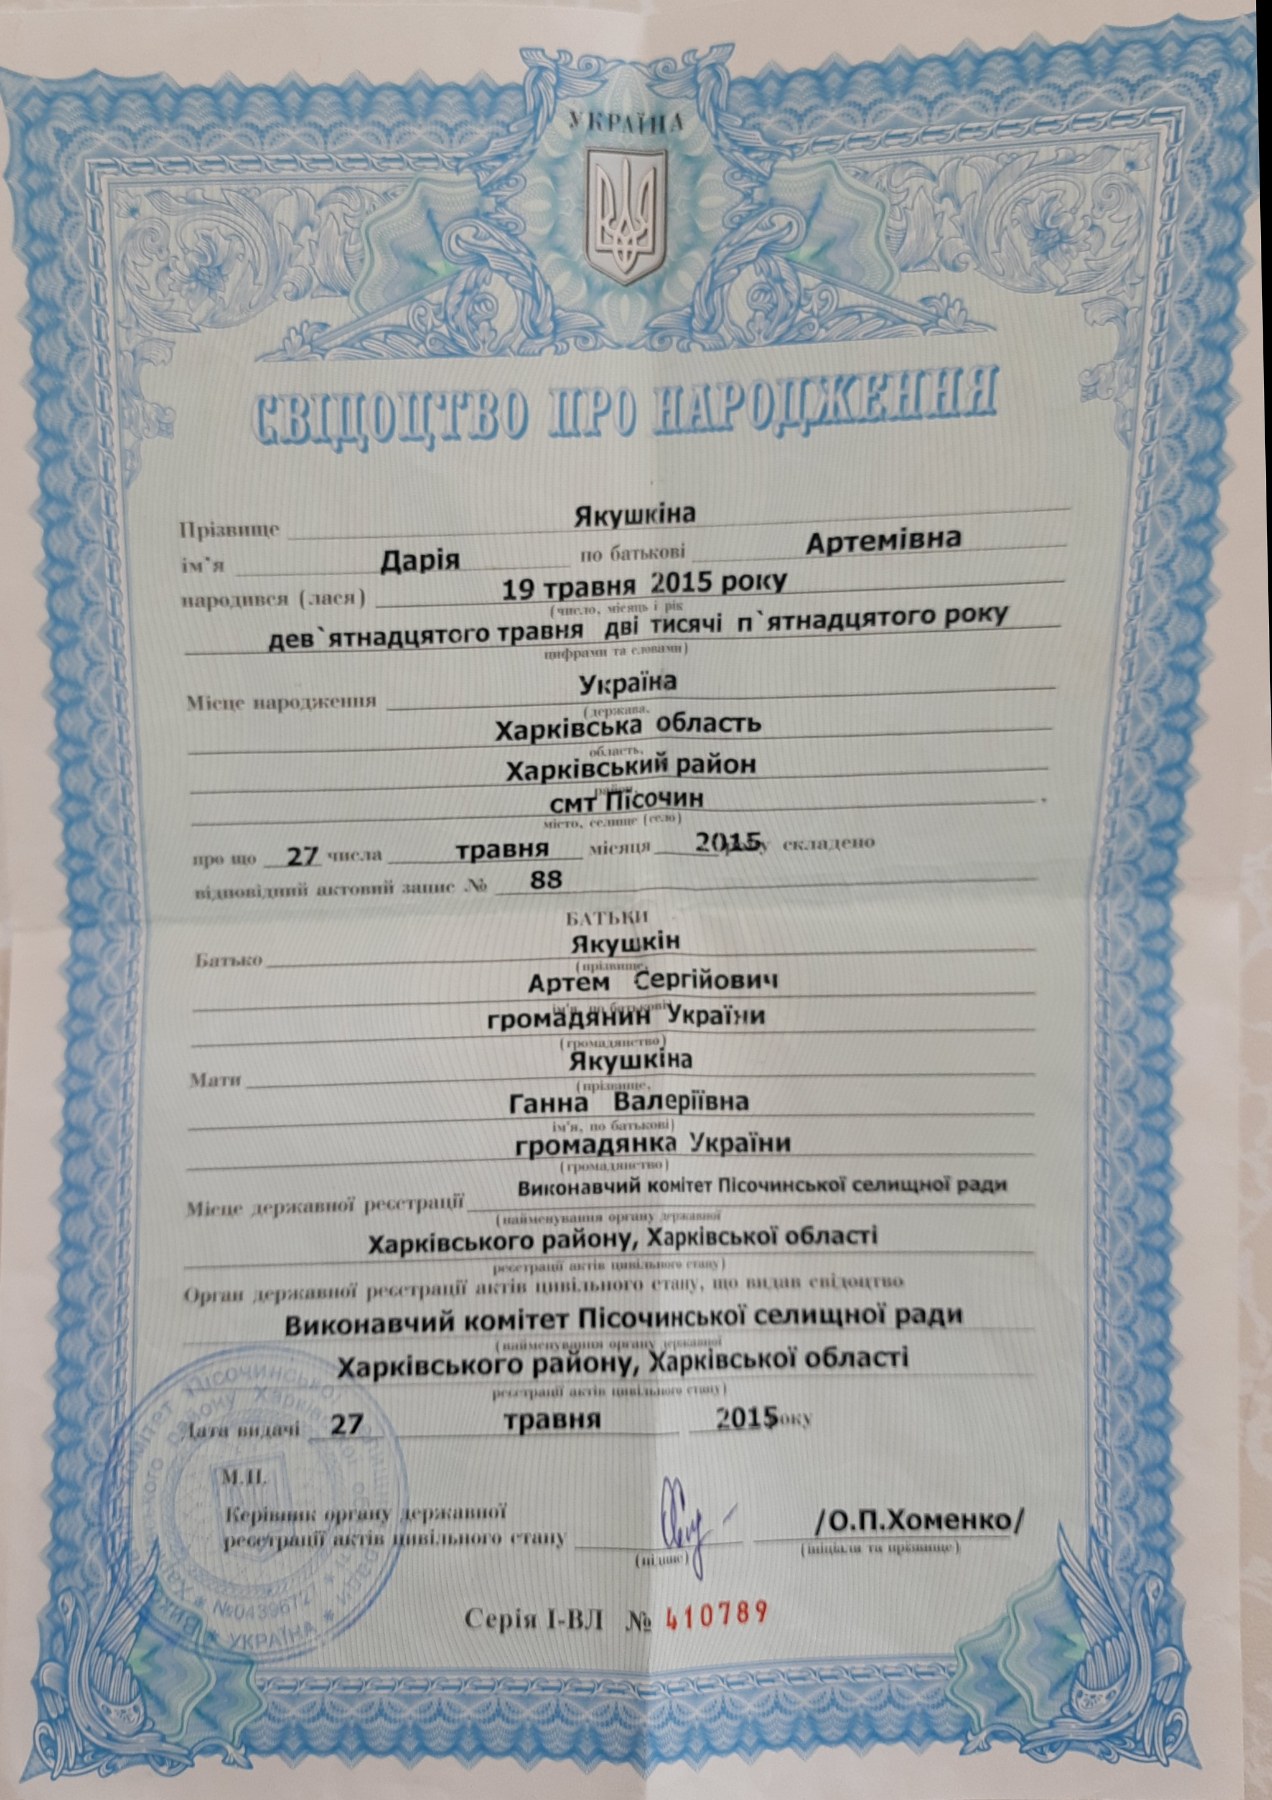 УКРАЇНА
СВІДОЦТВО ПРО НАРОДЖЕННЯ
Прізвище Якушкіна
ім`я Дарія по батькові Артемівна
народився (лася) 19 травня 2015 року
(число, місяць і рік
дев`ятнадцятого травня дві тисячі п`ятнадцятого року
цифрами та словами)
Місце народження Україна
(держава,
Харківська область
область,
Харківський район
район,
смт Пісочин
місто, селище (село)
про що 27 числа травня місяця 2015 року складено
відповідний актовий запис № 88
БАТЬКИ
Батько Якушкін
(прізвище,
Артем Сергійович
ім'я, по батькові)
громадянин України
(громадянство)
Мати Якушкіна
(прізвище,
Ганна Валеріївна
ім'я, по батькові)
громадянка України
(громадянство)
Місце державної реєстрації Виконавчий комітет Пісочинської селищної ради
(найменування органу державної
Харківського району, Харківської області
реєстрації актів цивільного стану)
Орган державної реєстрації актів цивільного стану, що видав свідоцтво
Виконавчий комітет Пісочинської селищної ради
(найменування органу державної
Харківського району, Харківської області
реєстрації актів цивільного стану)
Дата видачі 27 травня 2015 року
М.П.
Керівник органу державної
реєстрації актів цивільного стану /О.П.Хоменко/
(підпис) (ініціали та прізвище)
Серія І-ВЛ № 410789
№04396727
УКРАЇНА